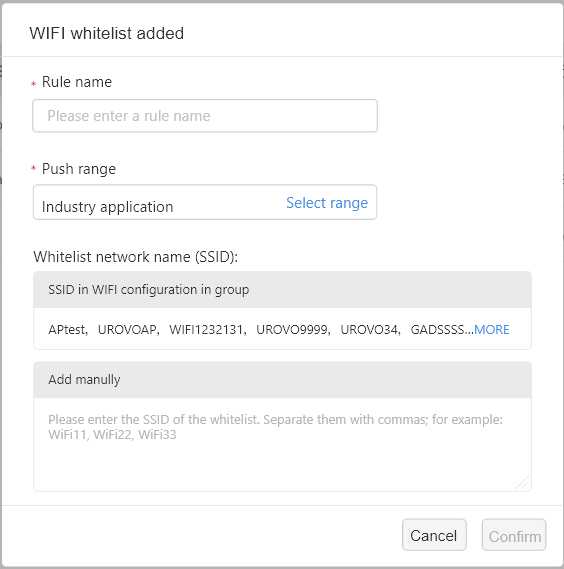 WIFI whitelist added
* Rule name
Please enter a rule name
* Push range
Industry application Select range
Whitelist network name (SSID):
SSID in WIFI configuration in group
APtest, UROVOAP, WIFI1232131, UROVO9999, UROVO34, GADSSSS...MORE
Add manully
Please enter the SSID of the whitelist. Separate them with commas; for example:
WiFi11, WiFi22, WiFi33
Cancel Confirm